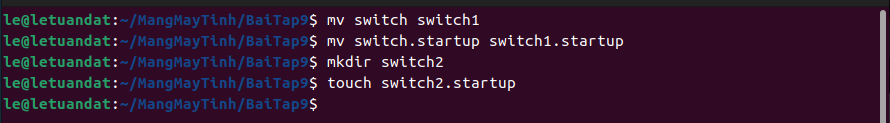 le@letuandat:~/MangMayTinh/BaiTap9$ mv switch switch1
le@letuandat:~/MangMayTinh/BaiTap9$ mv switch.startup switch1.startup
le@letuandat:~/MangMayTinh/BaiTap9$ mkdir switch2
le@letuandat:~/MangMayTinh/BaiTap9$ touch switch2.startup
le@letuandat:~/MangMayTinh/BaiTap9$